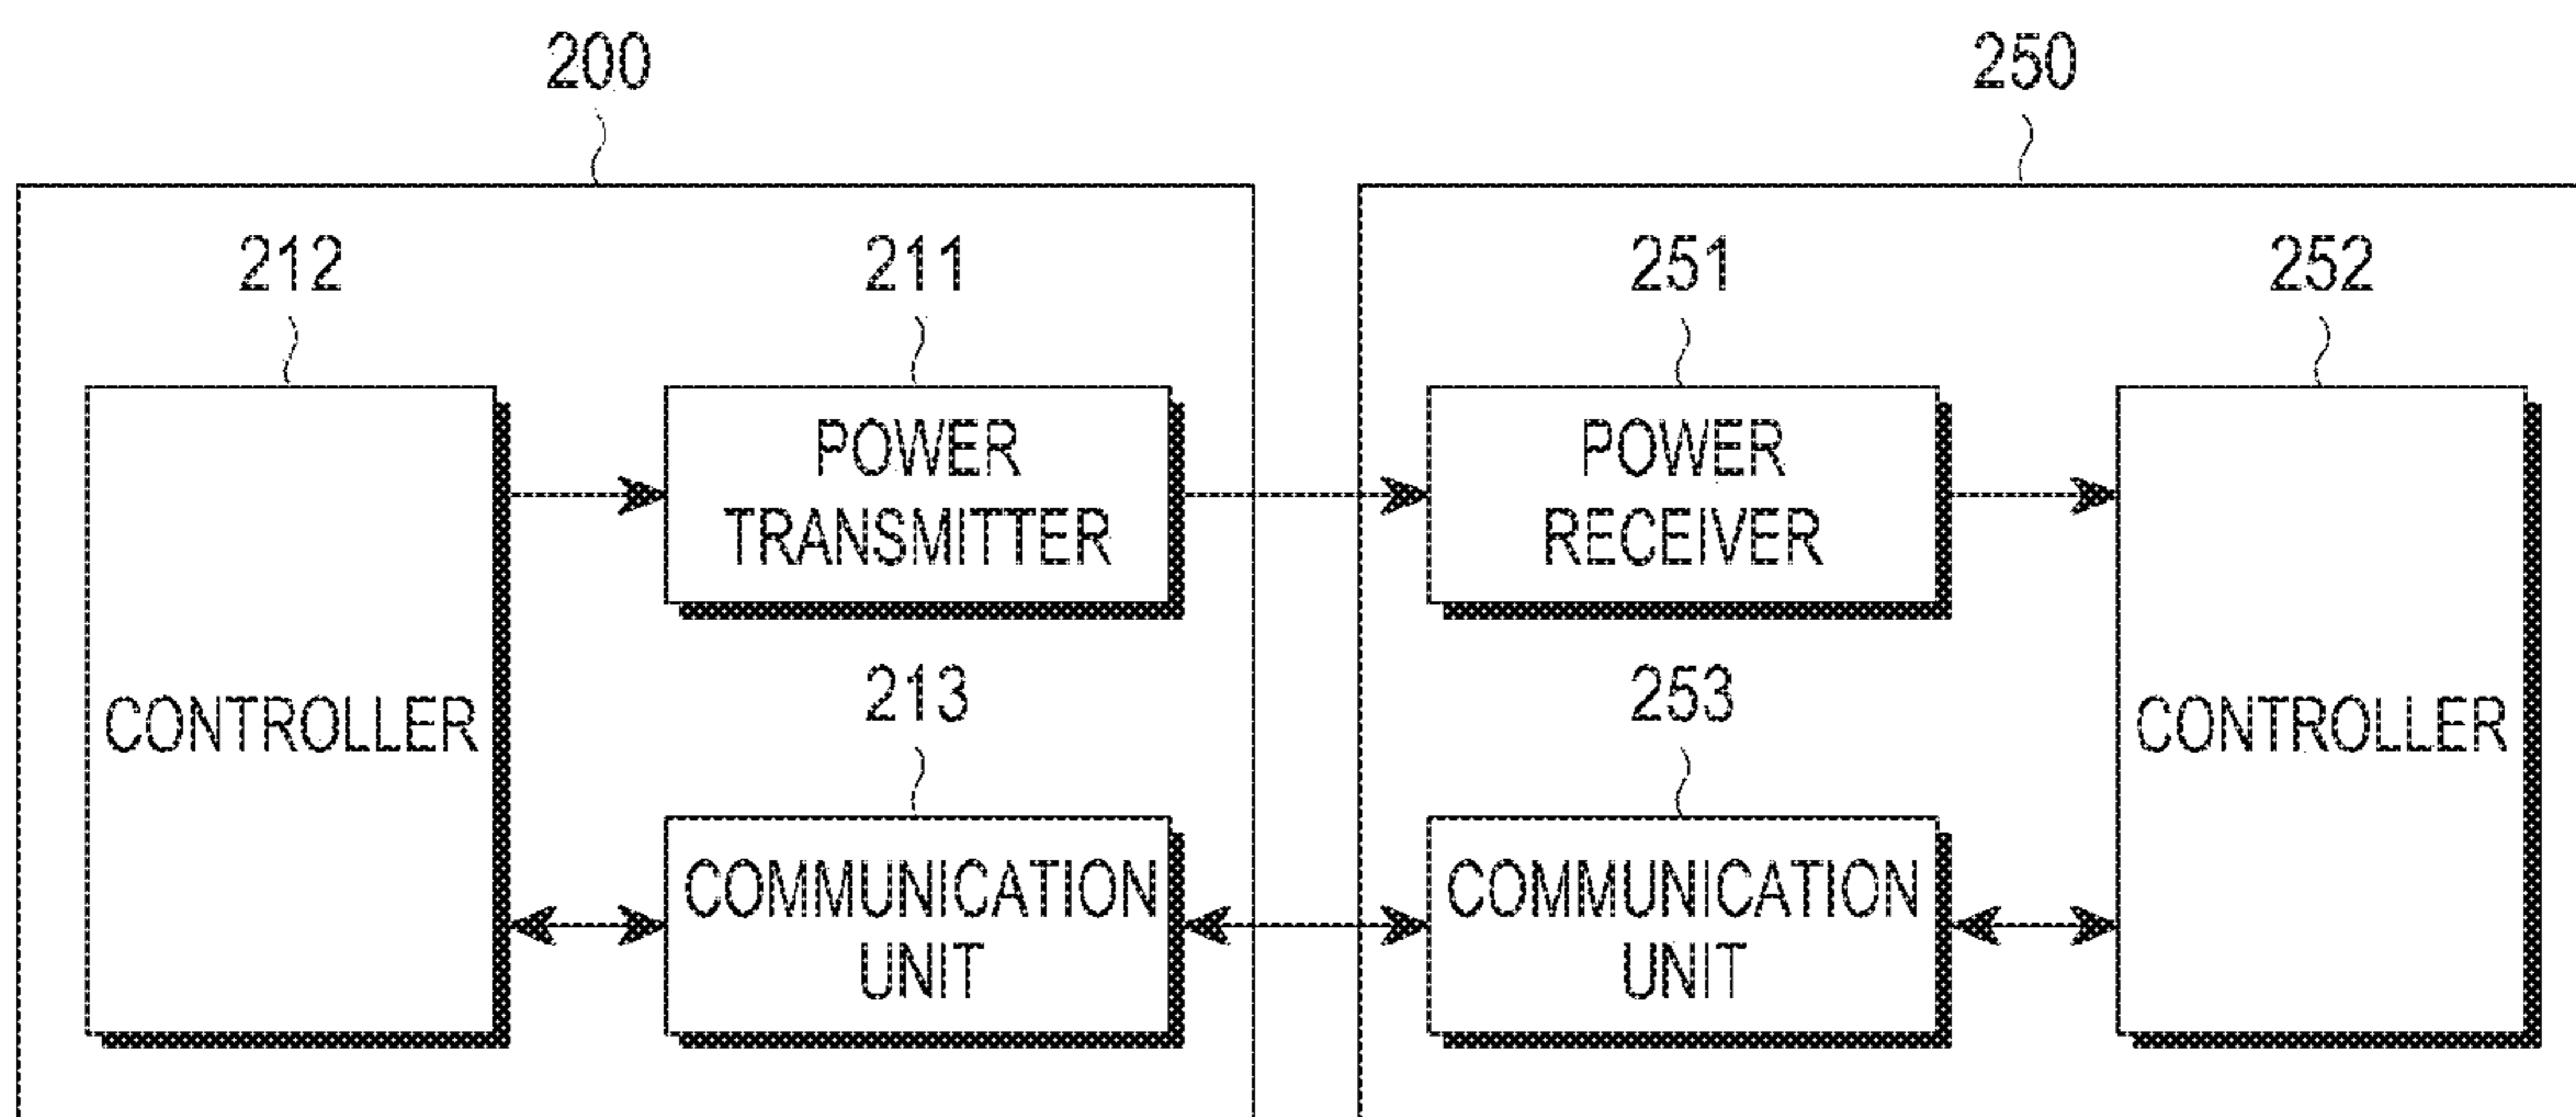 200
250
212
211
251
252
POWER
TRANSMITTER
POWER
RECEIVER
213
253
CONTROLLER
CONTROLLER
COMMUNICATION
UNIT
COMMUNICATION
UNIT